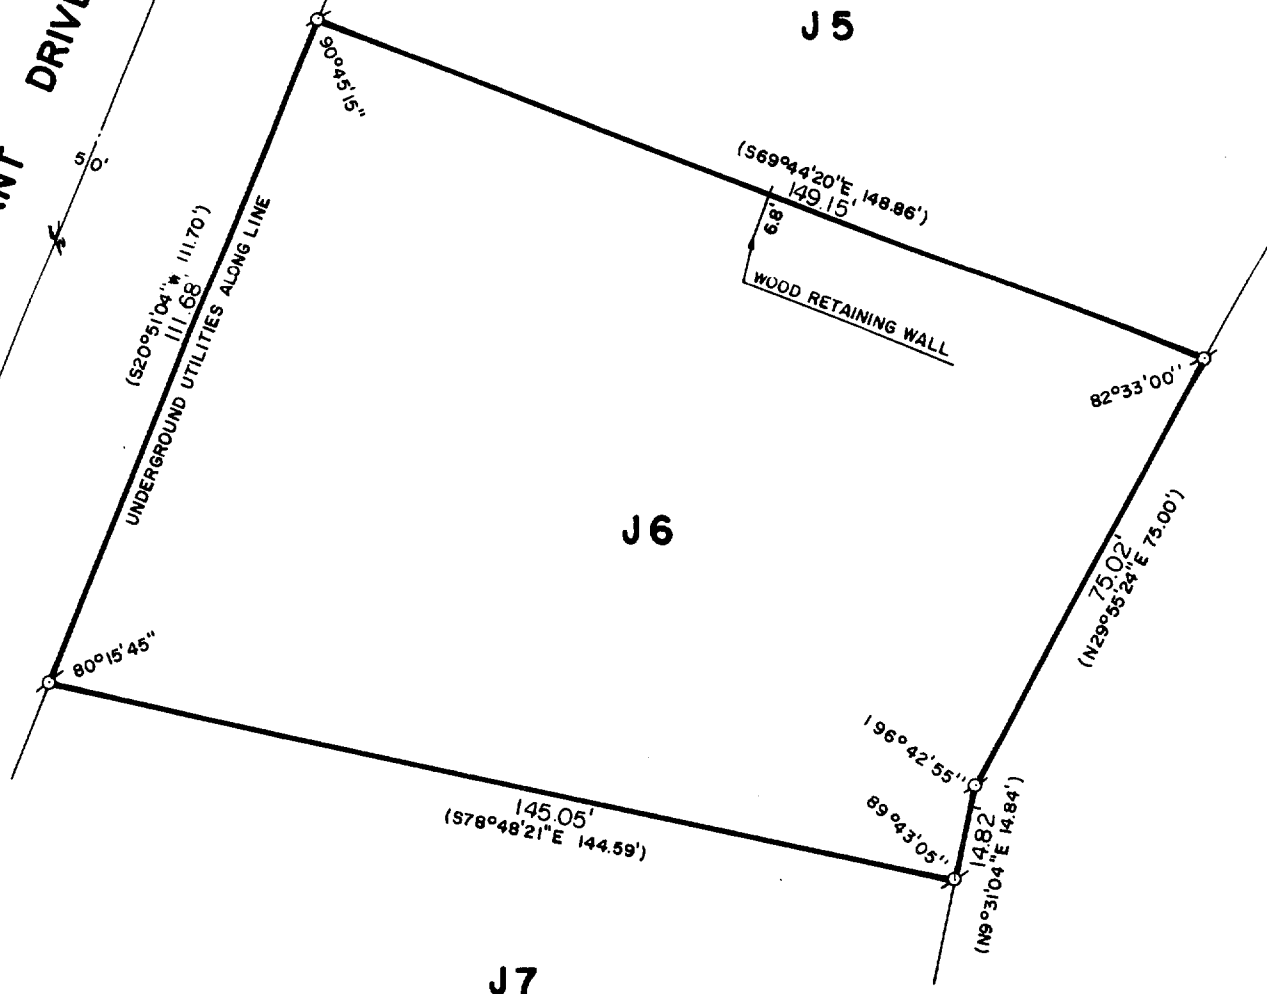 DRIVE
J5
90°45'15"
50'
(S69°44'20"E 148.86')
149.15'
6.8'
WOOD RETAINING WALL
(S20°51'04"W 111.70')
111.68'
UNDERGROUND UTILITIES ALONG LINE
82°33'00"
J6
75.02'
(N29°55'24"E 75.00')
80°15'45"
196°42'55"
89°43'05"
14.82'
(N9°31'04"E 14.84')
145.05'
(S78°48'21"E 144.59')
J7